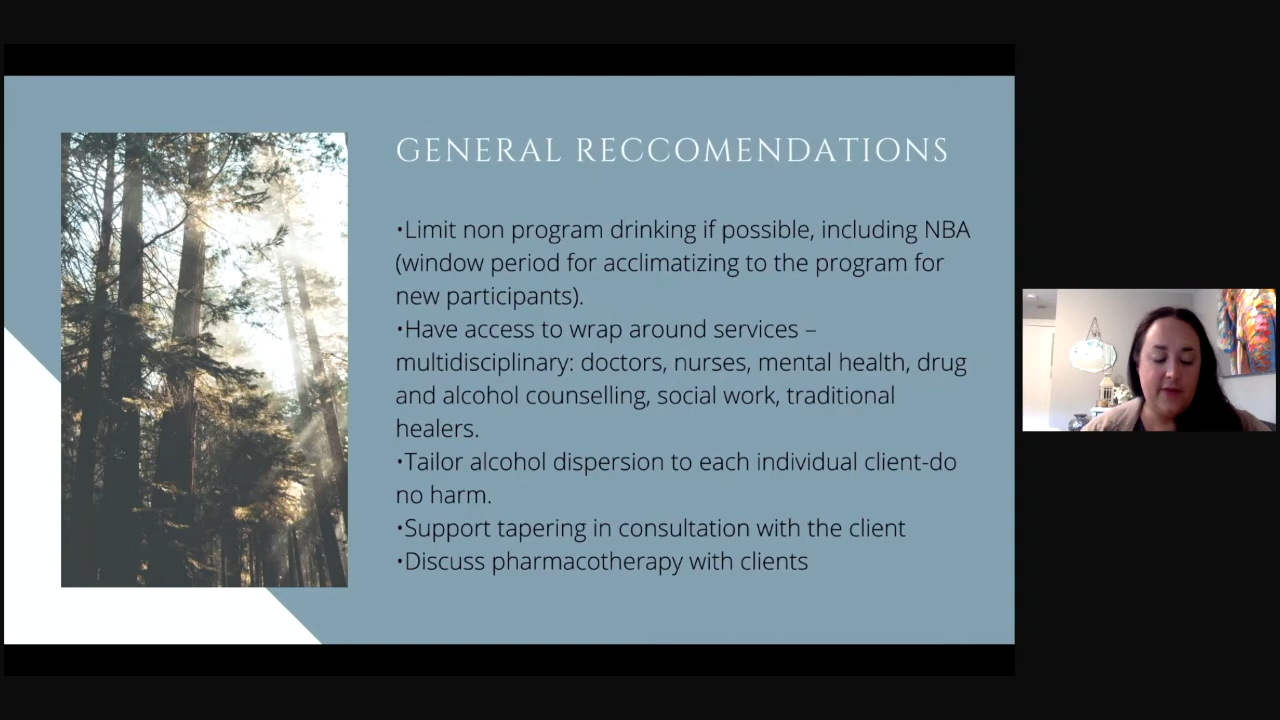 GENERAL RECCOMENDATIONS
•Limit non program drinking if possible, including NBA
(window period for acclimatizing to the program for
new participants).
•Have access to wrap around services –
multidisciplinary: doctors, nurses, mental health, drug
and alcohol counselling, social work, traditional
healers.
•Tailor alcohol dispersion to each individual client-do
no harm.
•Support tapering in consultation with the client
•Discuss pharmacotherapy with clients